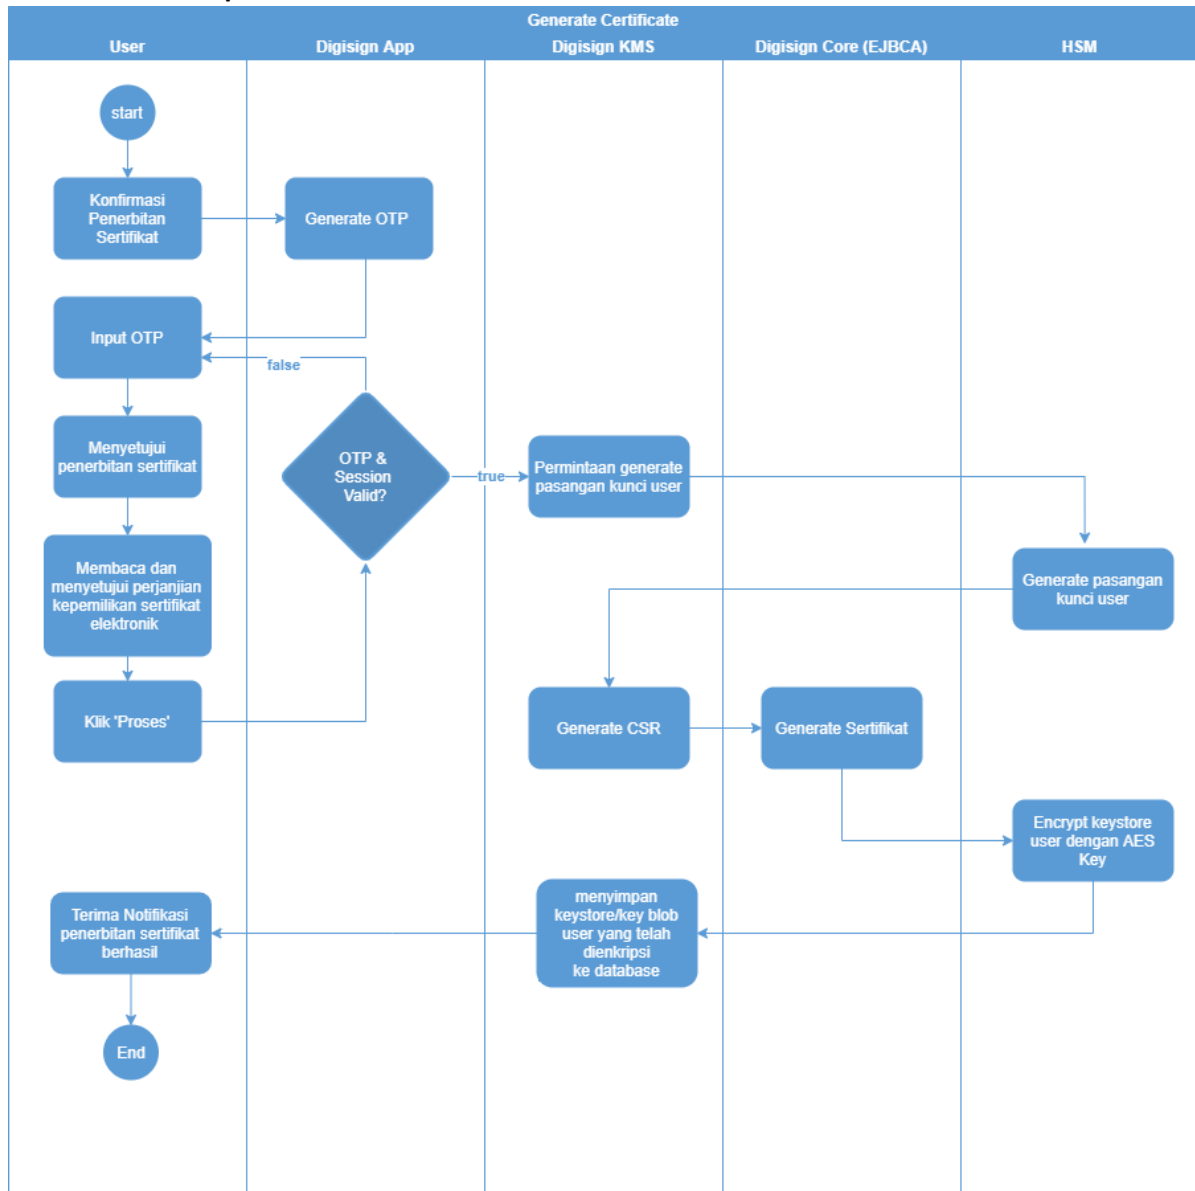 Generate Certificate
User
Digisign App
Digisign KMS
Digisign Core (EJBCA)
HSM
start
Konfirmasi
Penerbitan
Sertifikat
Generate OTP
Input OTP
false
Menyetujui
penerbitan sertifikat
OTP &
Session
Valid?
true
Permintaan generate
pasangan kunci user
Membaca dan
menyetujui perjanjian
kepemilikan sertifikat
elektronik
Generate pasangan
kunci user
Klik 'Proses'
Generate CSR
Generate Sertifikat
Encrypt keystore
user dengan AES
Key
Terima Notifikasi
penerbitan sertifikat
berhasil
menyimpan
keystore/key blob
user yang telah
dienkripsi
ke database
End